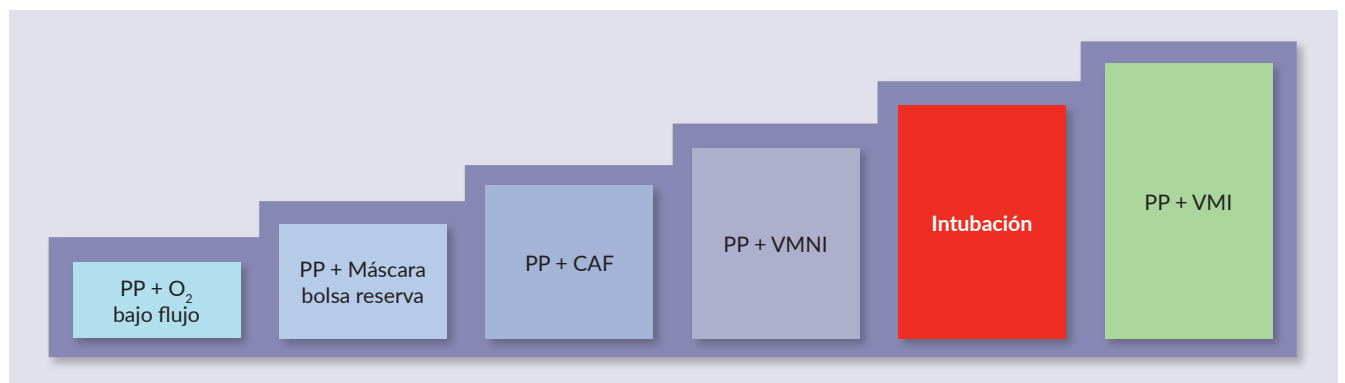 PP + O₂
bajo flujo
PP + Máscara
bolsa reserva
PP + CAF
PP + VMNI
Intubación
PP + VMI